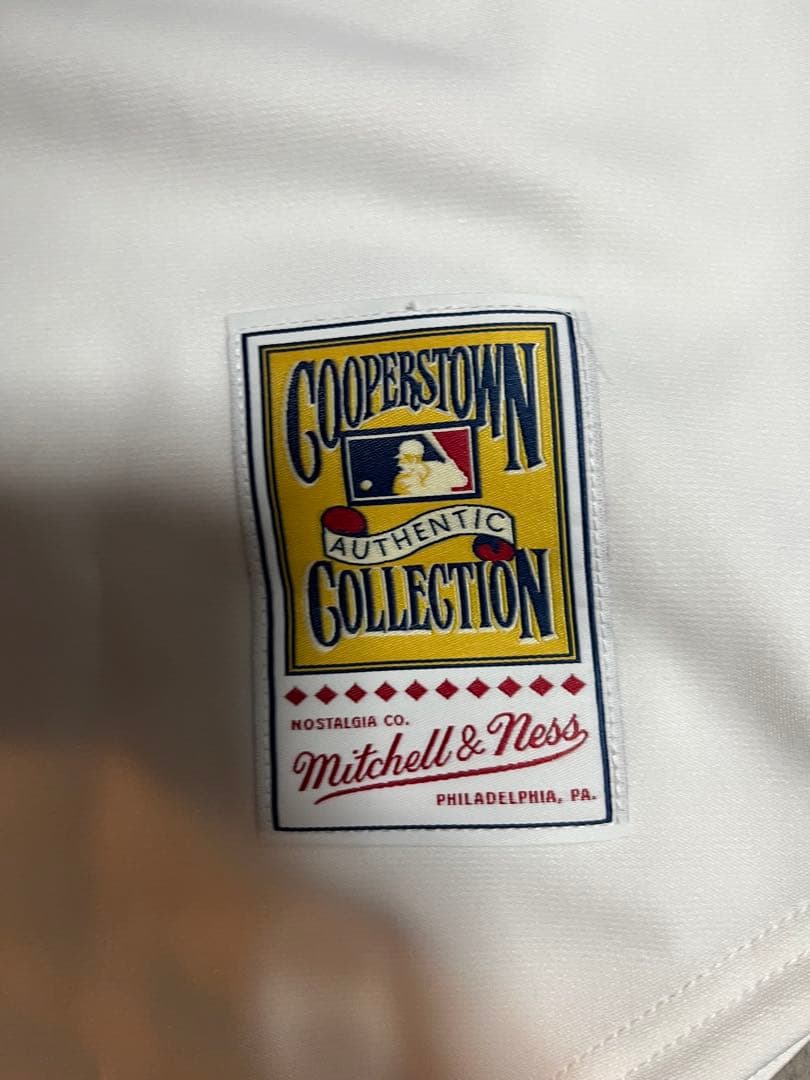 COOPERSTOWN
AUTHENTIC
COLLECTION
NOSTALGIA CO.
Mitchell & Ness
PHILADELPHIA, PA.